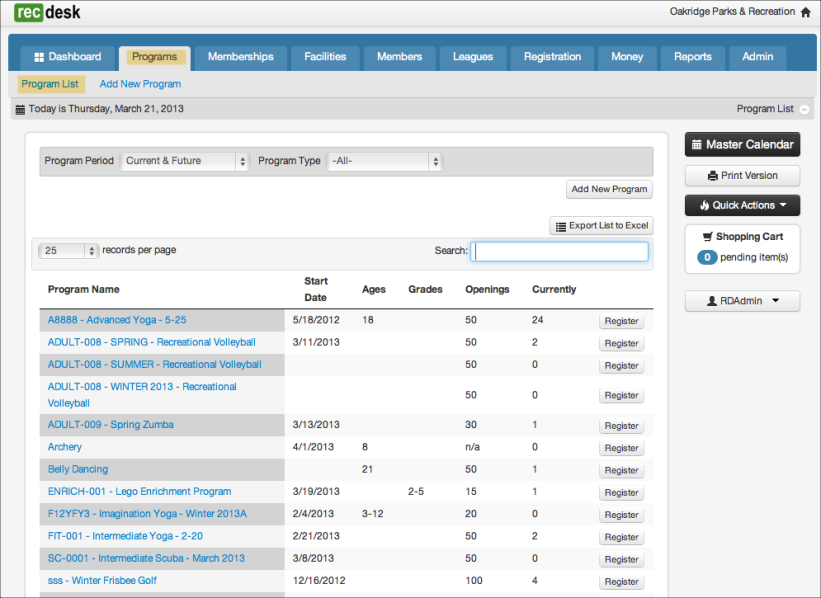 recdesk
Oakridge Parks & Recreation
Dashboard Programs Memberships Facilities Members Leagues Registration Money Reports Admin
Program List Add New Program
Today is Thursday, March 21, 2013 Program List
Program Period Current & Future Program Type -All-
Add New Program
Export List to Excel
25 records per page Search:
Program Name Start Date Ages Grades Openings Currently
A8888 - Advanced Yoga - 5-25 5/18/2012 18 50 24 Register
ADULT-008 - SPRING - Recreational Volleyball 3/11/2013 50 2 Register
ADULT-008 - SUMMER - Recreational Volleyball 50 0 Register
ADULT-008 - WINTER 2013 - Recreational
Volleyball 50 0 Register
ADULT-009 - Spring Zumba 3/13/2013 30 1 Register
Archery 4/1/2013 8 n/a 0 Register
Belly Dancing 21 50 1 Register
ENRICH-001 - Lego Enrichment Program 3/19/2013 2-5 15 1 Register
F12YFY3 - Imagination Yoga - Winter 2013A 2/4/2013 3-12 20 0 Register
FIT-001 - Intermediate Yoga - 2-20 2/21/2013 50 2 Register
SC-0001 - Intermediate Scuba - March 2013 3/8/2013 50 0 Register
sss - Winter Frisbee Golf 12/16/2012 100 4 Register
Master Calendar
Print Version
Quick Actions
Shopping Cart
0 pending item(s)
RDAdmin